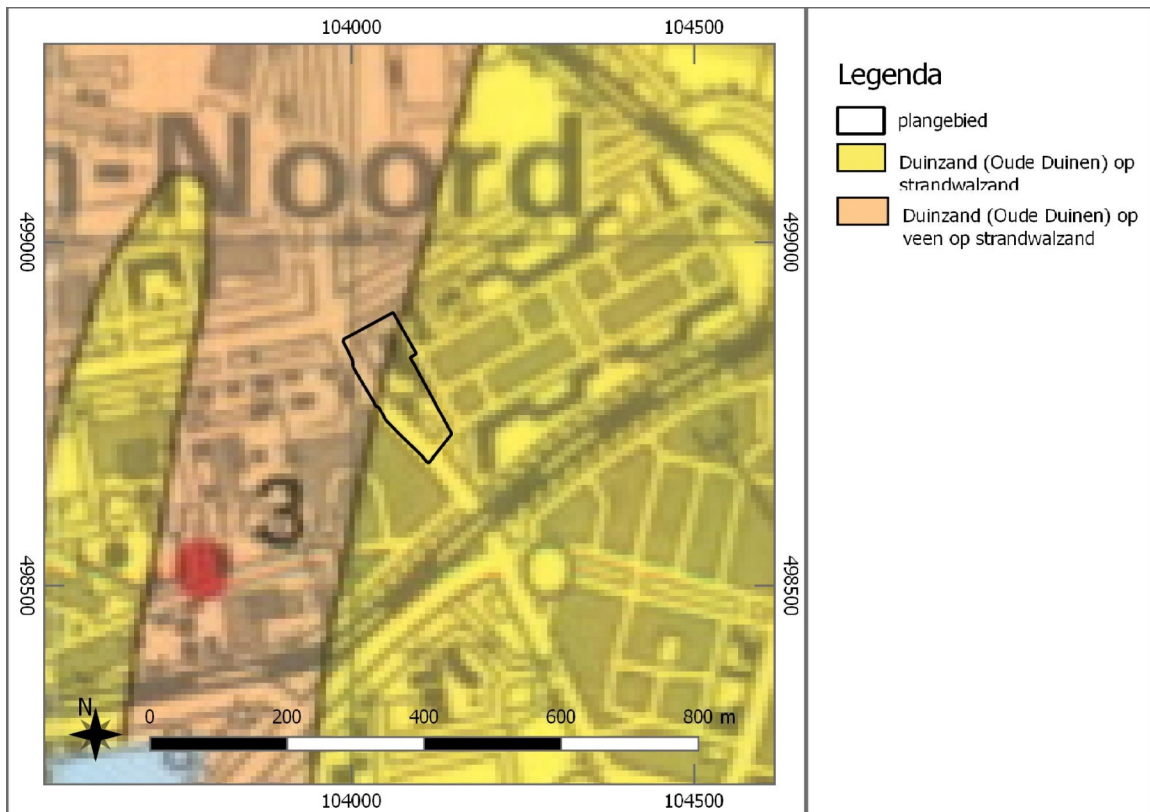 104000 104500
Legenda
plangebied
Duinzand (Oude Duinen) op
strandwalzand
Duinzand (Oude Duinen) op
veen op strandwalzand
n-Noord
499000 499000
3
498500 498500
N
0 200 400 600 800 m
104000 104500